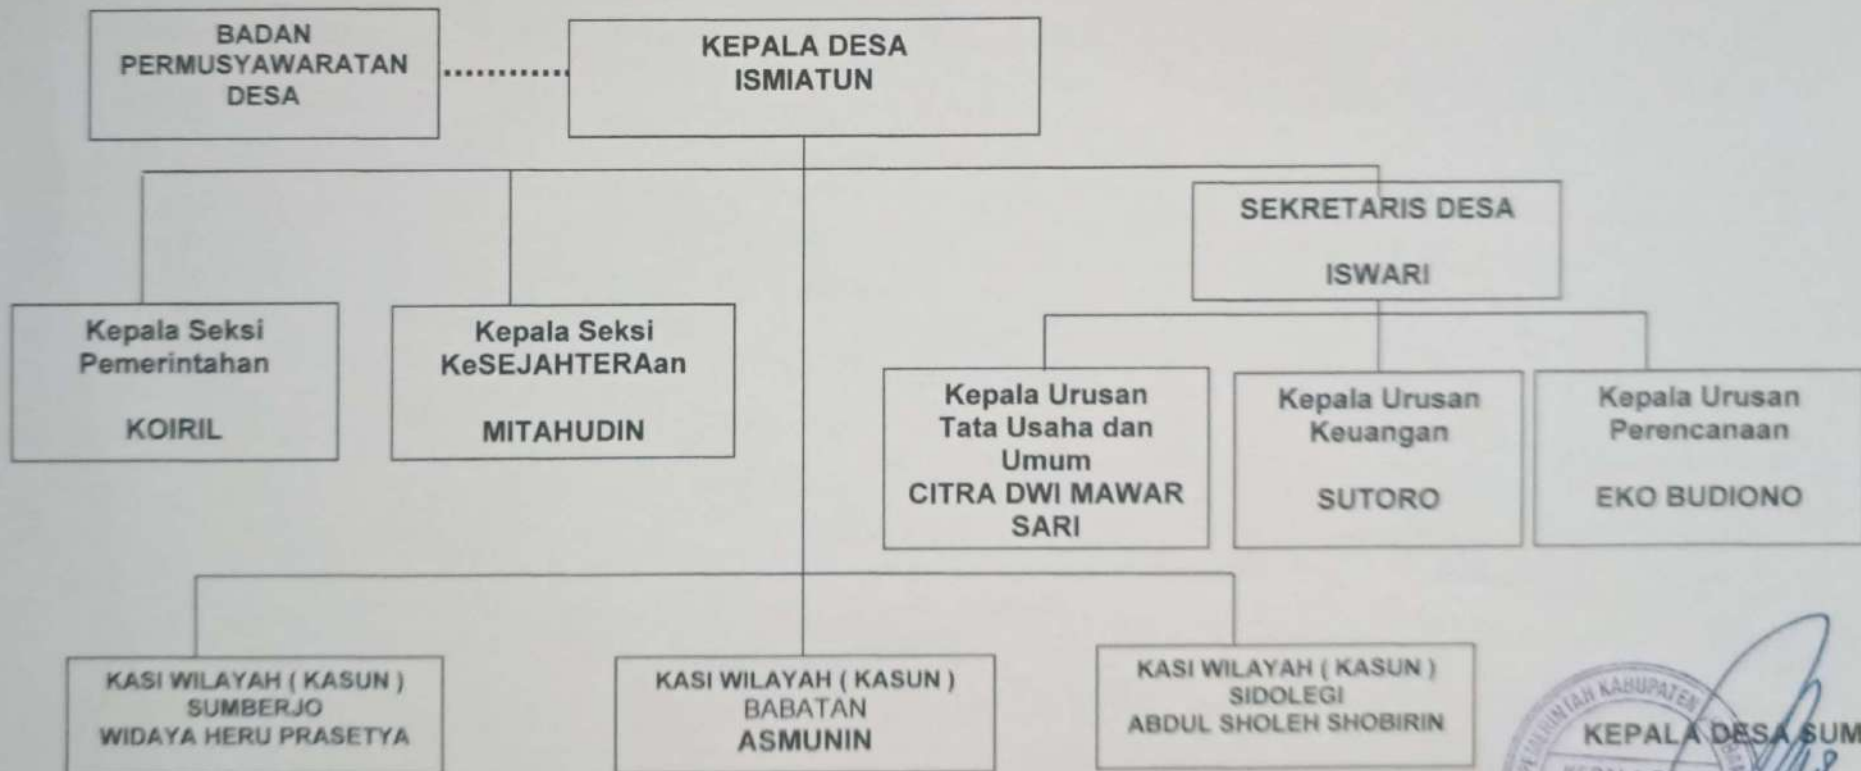 BADAN
PERMUSYAWARATAN
DESA
KEPALA DESA
ISMIATUN
SEKRETARIS DESA
ISWARI
Kepala Seksi
Pemerintahan
KOIRIL
Kepala Seksi
KeSEJAHTERAan
MITAHUDIN
Kepala Urusan
Tata Usaha dan
Umum
CITRA DWI MAWAR
SARI
Kepala Urusan
Keuangan
SUTORO
Kepala Urusan
Perencanaan
EKO BUDIONO
KASI WILAYAH ( KASUN )
SUMBERJO
WIDAYA HERU PRASETYA
KASI WILAYAH ( KASUN )
BABATAN
ASMUNIN
KASI WILAYAH ( KASUN )
SIDOLEGI
ABDUL SHOLEH SHOBIRIN
KABUPATEN
KEPALA DESA SUM